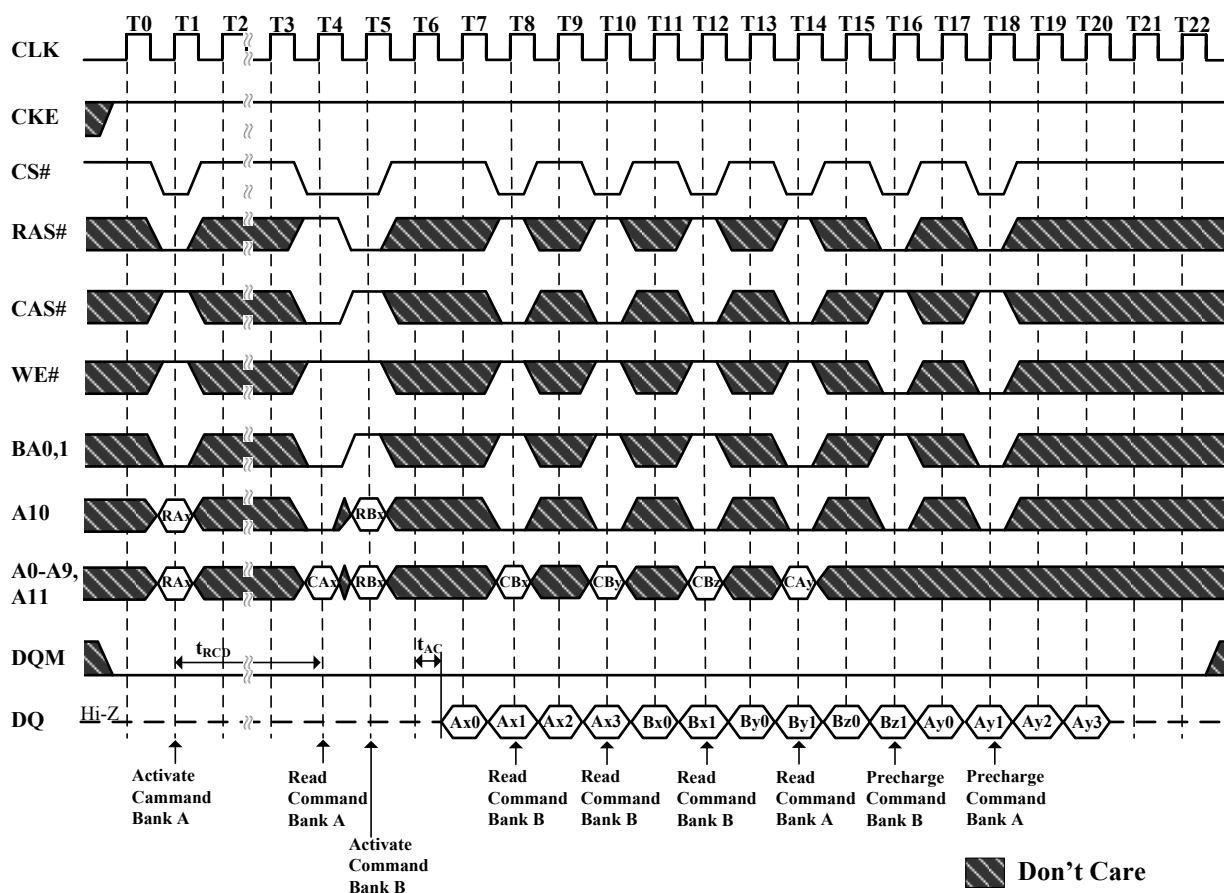 T0 T1 T2 T3 T4 T5 T6 T7 T8 T9 T10 T11 T12 T13 T14 T15 T16 T17 T18 T19 T20 T21 T22
CLK
CKE
CS#
RAS#
CAS#
WE#
BA0,1
A10 RAx RBx
A0-A9,
A11
RAx CAx RBx CBx CBy CBz CAy
DQM tRCD tAC
DQ Hi-Z Ax0 Ax1 Ax2 Ax3 Bx0 Bx1 By0 By1 Bz0 Bz1 Ay0 Ay1 Ay2 Ay3
Activate
Cammand
Bank A
Read
Command
Bank A
Activate
Command
Bank B
Read
Command
Bank B
Read
Command
Bank B
Read
Command
Bank B
Read
Command
Bank A
Precharge
Command
Bank B
Precharge
Command
Bank A
Don't Care